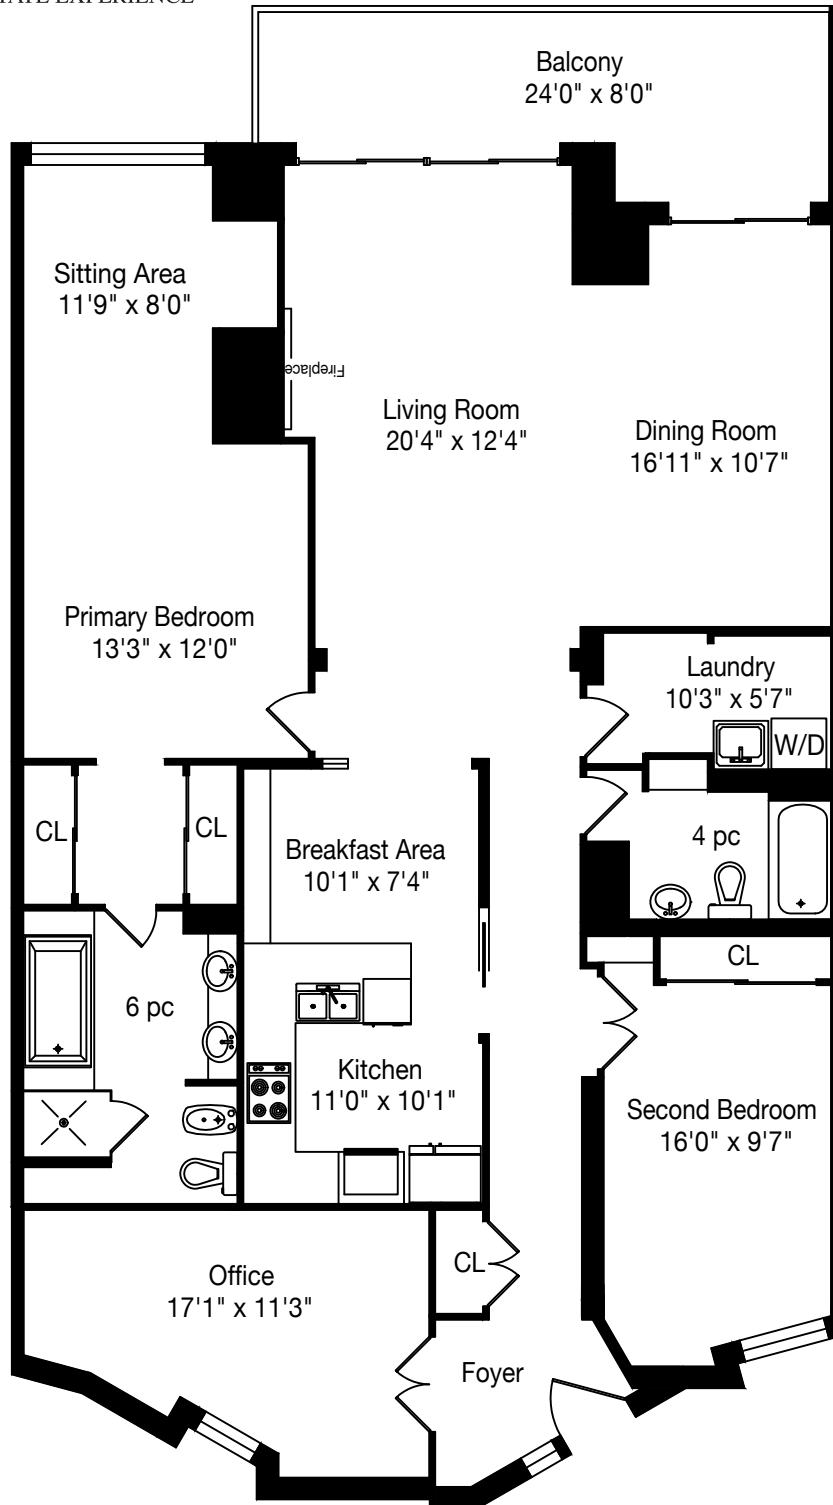 Balcony
24'0" x 8'0"
Sitting Area
11'9" x 8'0"
Fireplace
Living Room
20'4" x 12'4"
Dining Room
16'11" x 10'7"
Primary Bedroom
13'3" x 12'0"
Laundry
10'3" x 5'7"
W/D
CL
CL
Breakfast Area
10'1" x 7'4"
4 pc
CL
6 pc
Kitchen
11'0" x 10'1"
Second Bedroom
16'0" x 9'7"
Office
17'1" x 11'3"
CL
Foyer